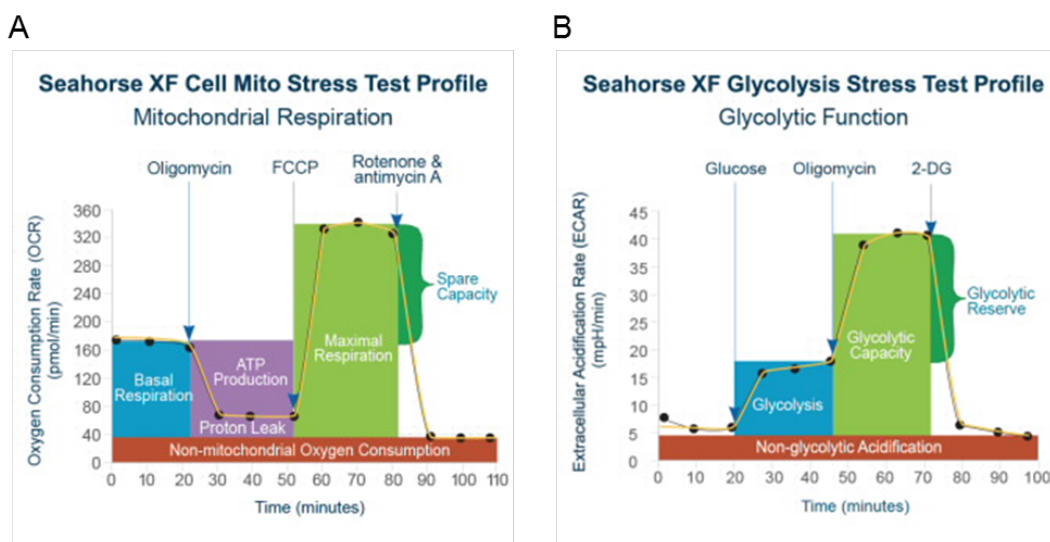 A
Seahorse XF Cell Mito Stress Test Profile
Mitochondrial Respiration
Oligomycin
FCCP
Rotenone &
antimycin A
Oxygen Consumption Rate (OCR)
(pmol/min)
360
320
280
240
200
160
120
80
40
0
Basal
Respiration
ATP
Production
Proton Leak
Maximal
Respiration
Spare
Capacity
Non-mitochondrial Oxygen Consumption
0 10 20 30 40 50 60 70 80 90 100 110
Time (minutes)
B
Seahorse XF Glycolysis Stress Test Profile
Glycolytic Function
Glucose
Oligomycin
2-DG
Extracellular Acidification Rate (ECAR)
(mpH/min)
45
40
35
30
25
20
15
10
5
0
Glycolysis
Glycolytic
Capacity
Glycolytic
Reserve
Non-glycolytic Acidification
0 10 20 30 40 50 60 70 80 90 100
Time (minutes)